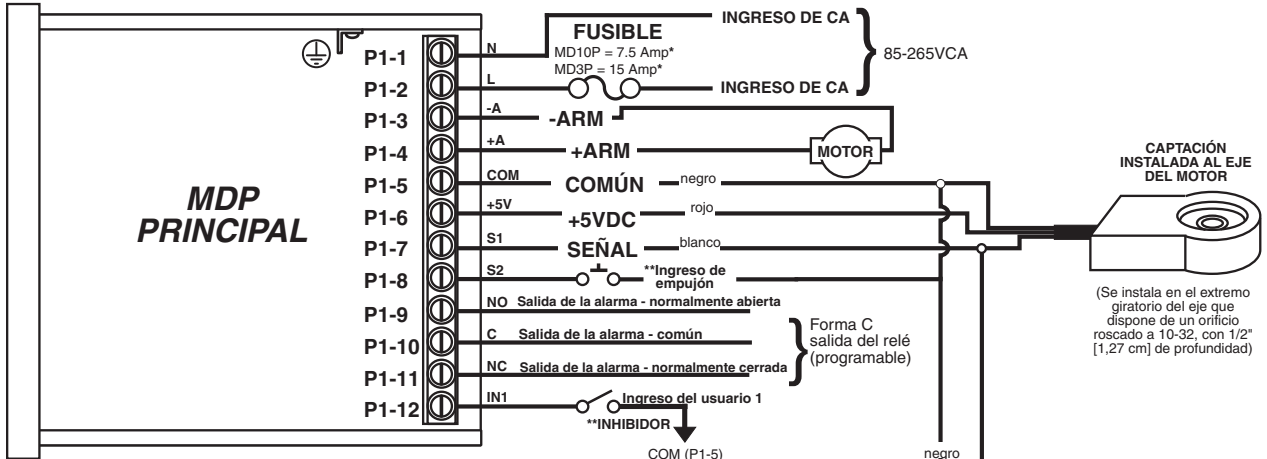 MDP
PRINCIPAL
P1-1
P1-2
P1-3
P1-4
P1-5
P1-6
P1-7
P1-8
P1-9
P1-10
P1-11
P1-12
N
L
-A
+A
COM
+5V
S1
S2
NO
C
NC
IN1
FUSIBLE
MD10P = 7.5 Amp*
MD3P = 15 Amp*
INGRESO DE CA
INGRESO DE CA
85-265VCA
-ARM
+ARM
MOTOR
COMÚN
negro
+5VDC
rojo
SEÑAL
blanco
**Ingreso de
empujón
Salida de la alarma - normalmente abierta
Salida de la alarma - común
Salida de la alarma - normalmente cerrada
Forma C
salida del relé
(programable)
Ingreso del usuario 1
**INHIBIDOR
COM (P1-5)
negro
CAPTACIÓN
INSTALADA AL EJE
DEL MOTOR
(Se instala en el extremo
giratorio del eje que
dispone de un orificio
roscado a 10-32, con 1/2"
[1,27 cm] de profundidad)